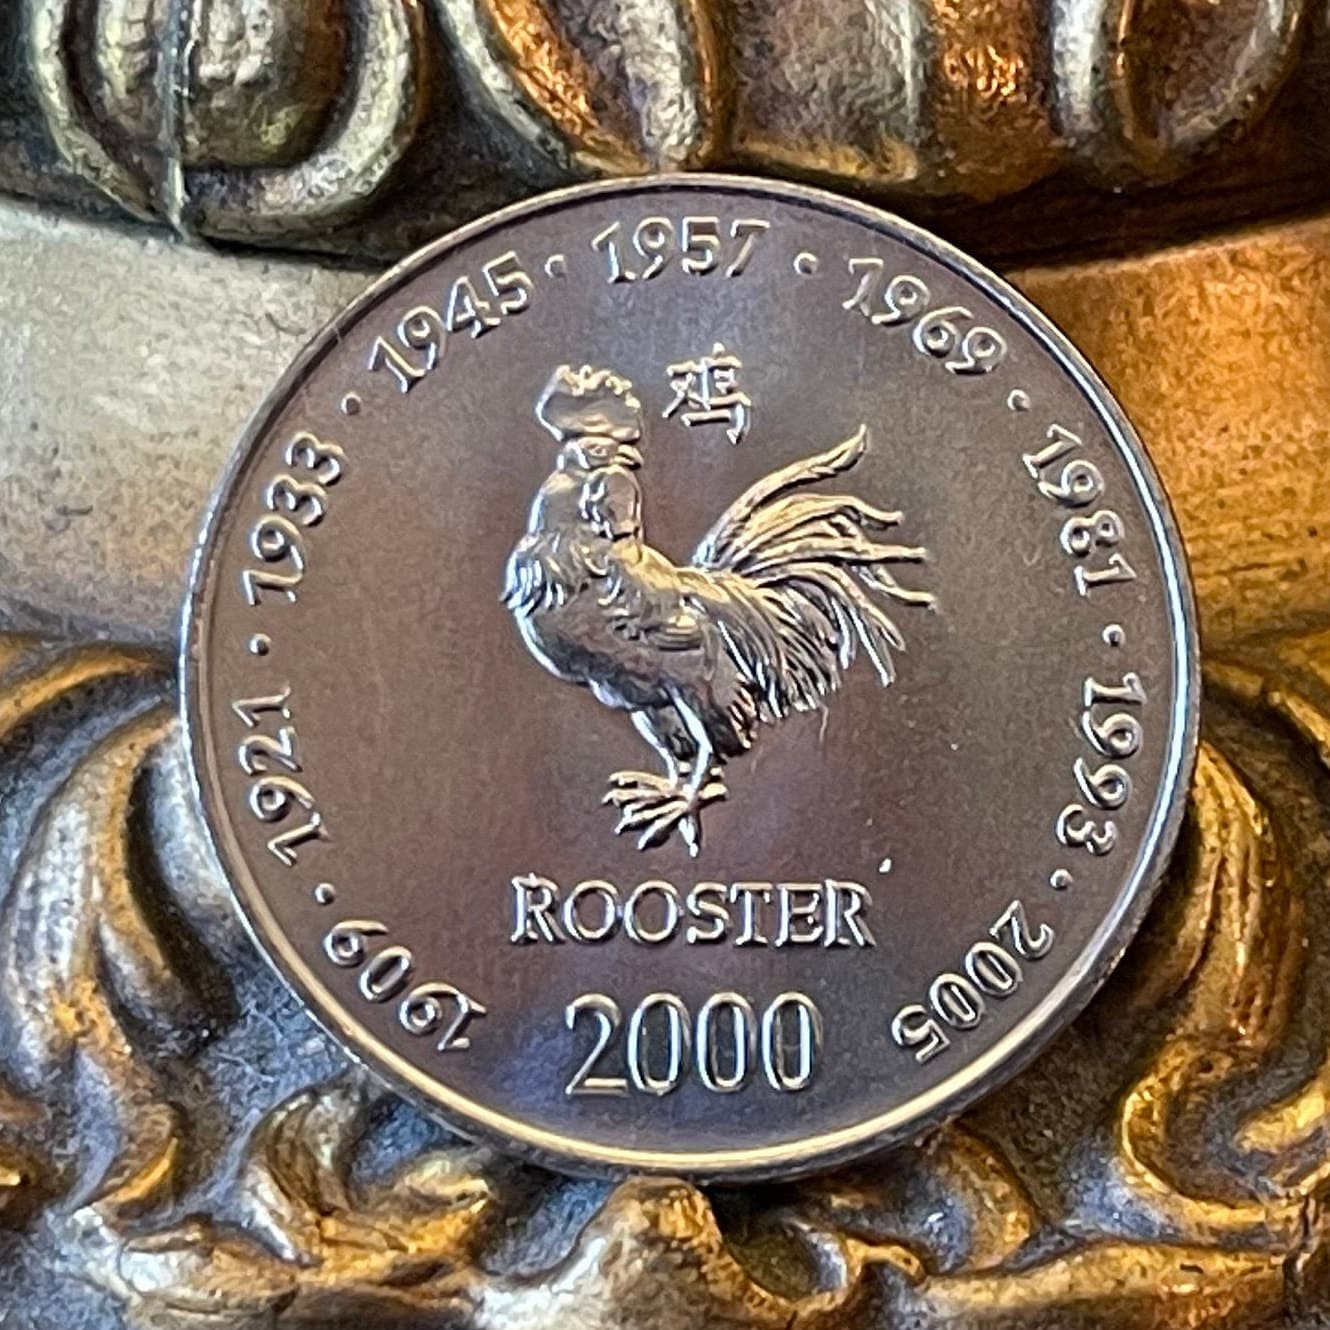 1909 · 1921 · 1933 · 1945 · 1957 · 1969 · 1981 · 1993 · 2005
鸡
ROOSTER
2000